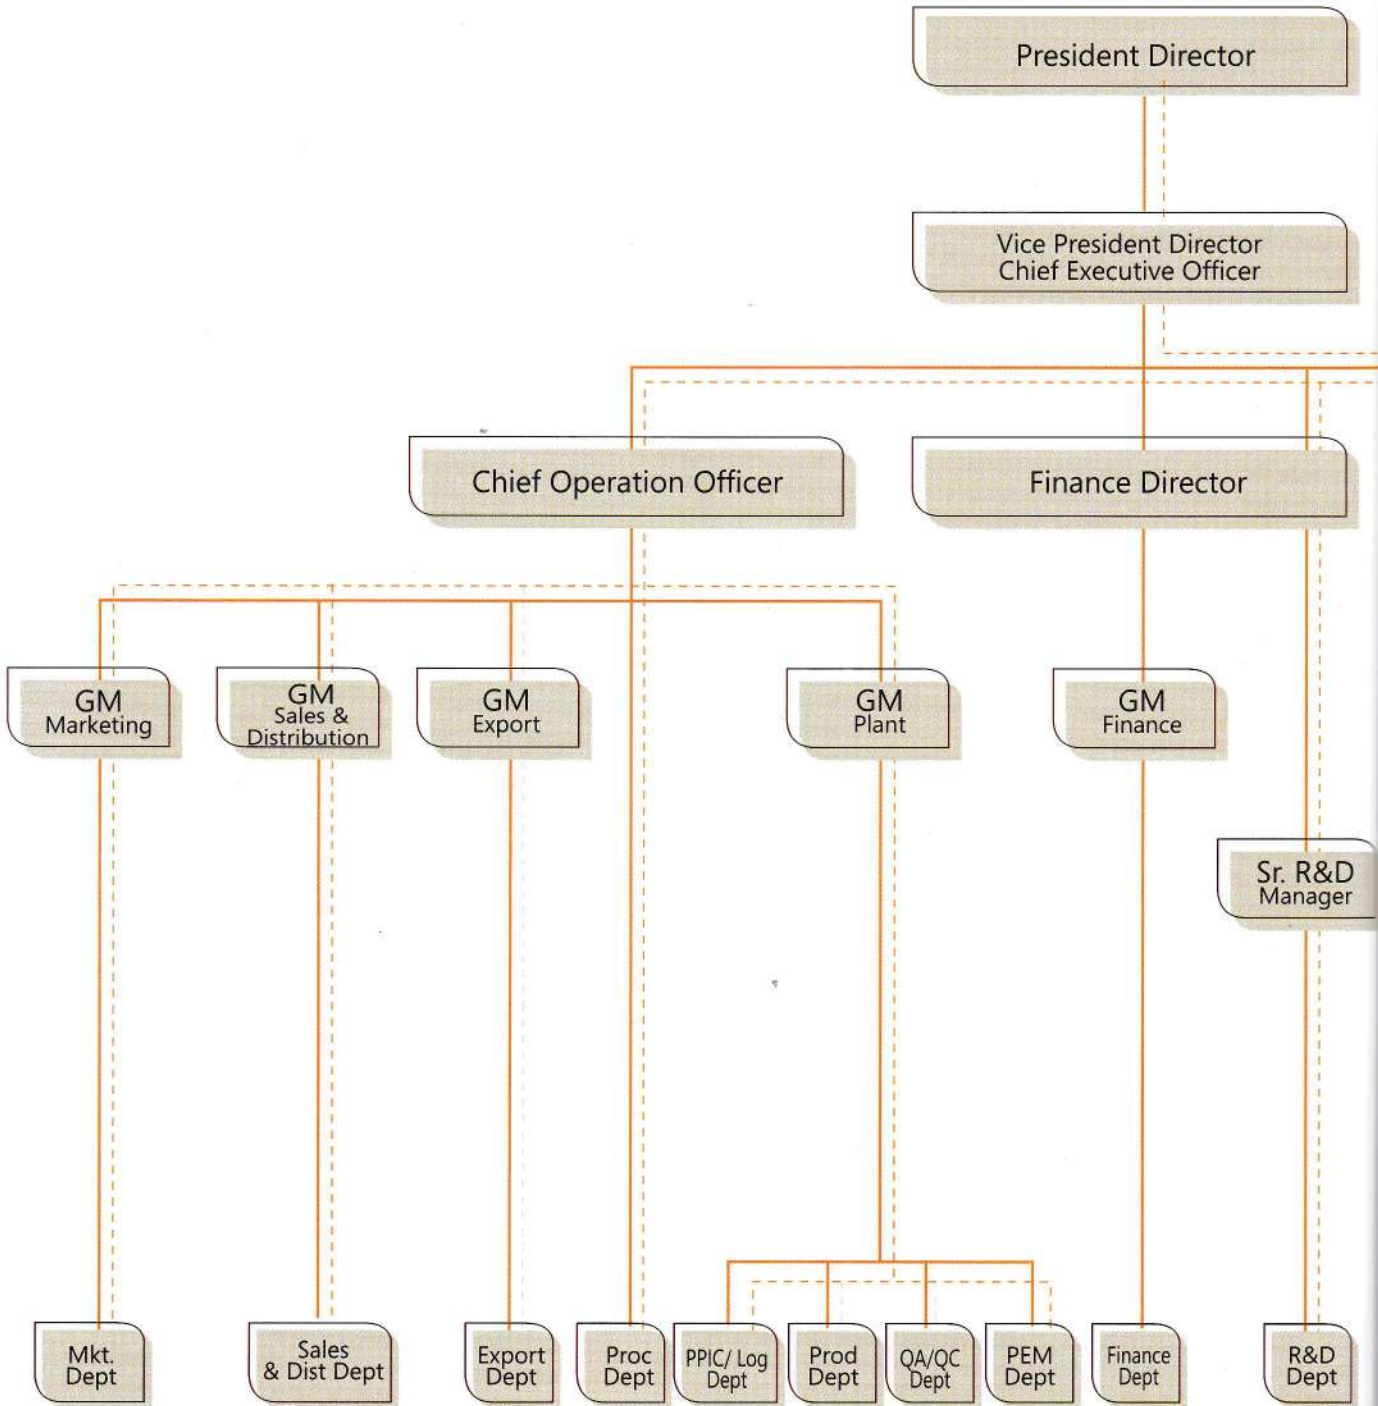 President Director
Vice President Director
Chief Executive Officer
Chief Operation Officer
Finance Director
GM
Marketing
GM
Sales &
Distribution
GM
Export
GM
Plant
GM
Finance
Sr. R&D
Manager
Mkt.
Dept
Sales
& Dist Dept
Export
Dept
Proc
Dept
PPIC/ Log
Dept
Prod
Dept
QA/QC
Dept
PEM
Dept
Finance
Dept
R&D
Dept